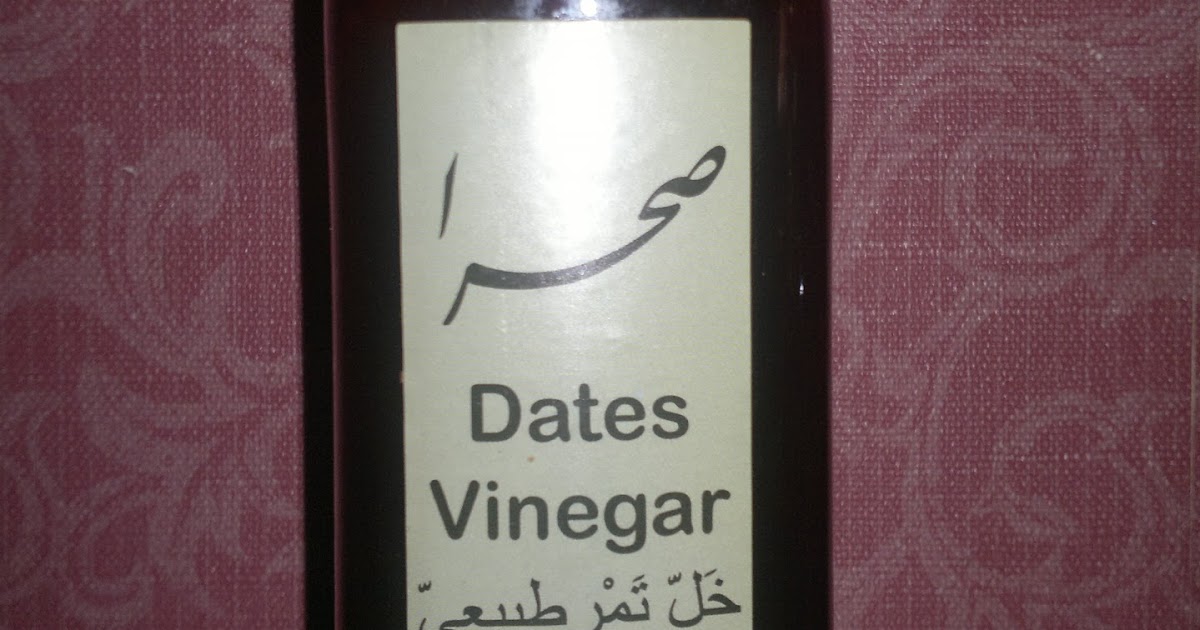 صحرا
Dates
Vinegar
خَلّ تَمْر طبيعيّ